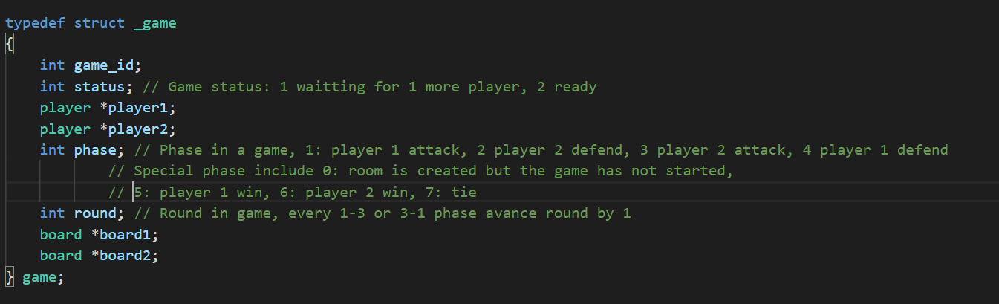 typedef struct _game
{
    int game_id;
    int status; // Game status: 1 waitting for 1 more player, 2 ready
    player *player1;
    player *player2;
    int phase; // Phase in a game, 1: player 1 attack, 2 player 2 defend, 3 player 2 attack, 4 player 1 defend
            // Special phase include 0: room is created but the game has not started,
            // 5: player 1 win, 6: player 2 win, 7: tie
    int round; // Round in game, every 1-3 or 3-1 phase avance round by 1
    board *board1;
    board *board2;
} game;